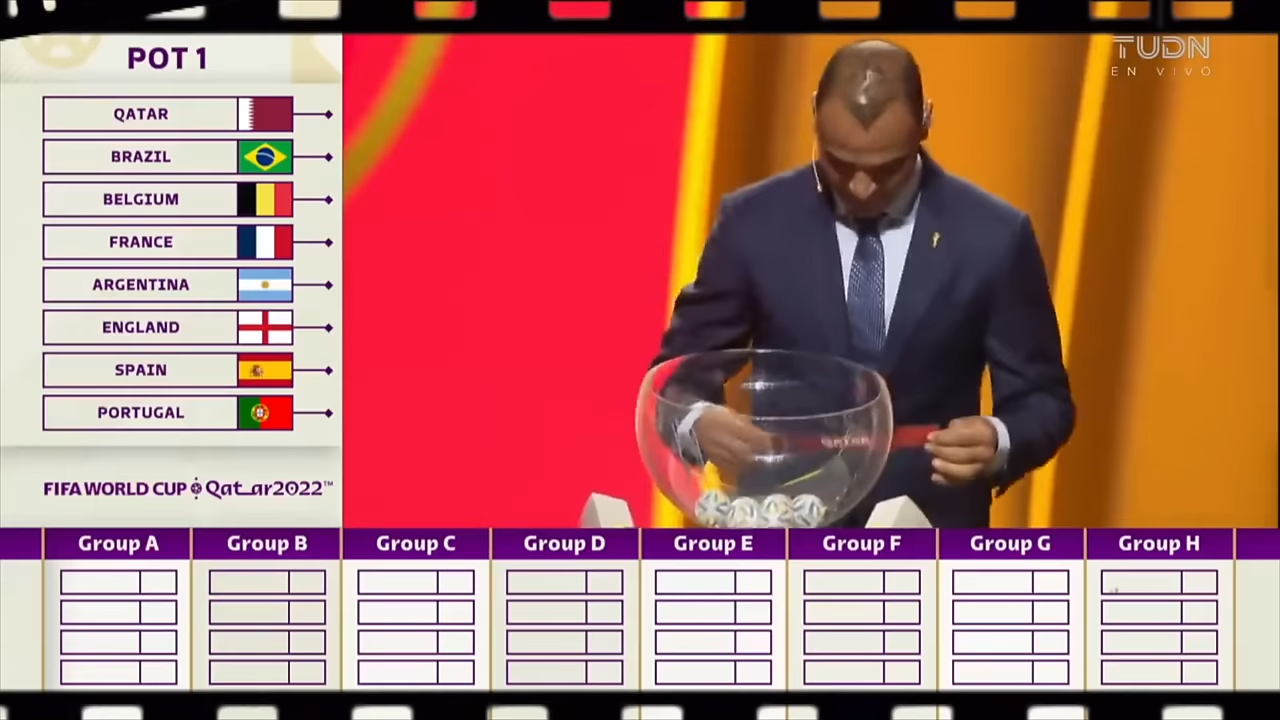 POT 1
QATAR
BRAZIL
BELGIUM
FRANCE
ARGENTINA
ENGLAND
SPAIN
PORTUGAL
FIFA WORLD CUP Qatar2022™
TUDN
EN VIVO
QATAR
Group A
Group B
Group C
Group D
Group E
Group F
Group G
Group H